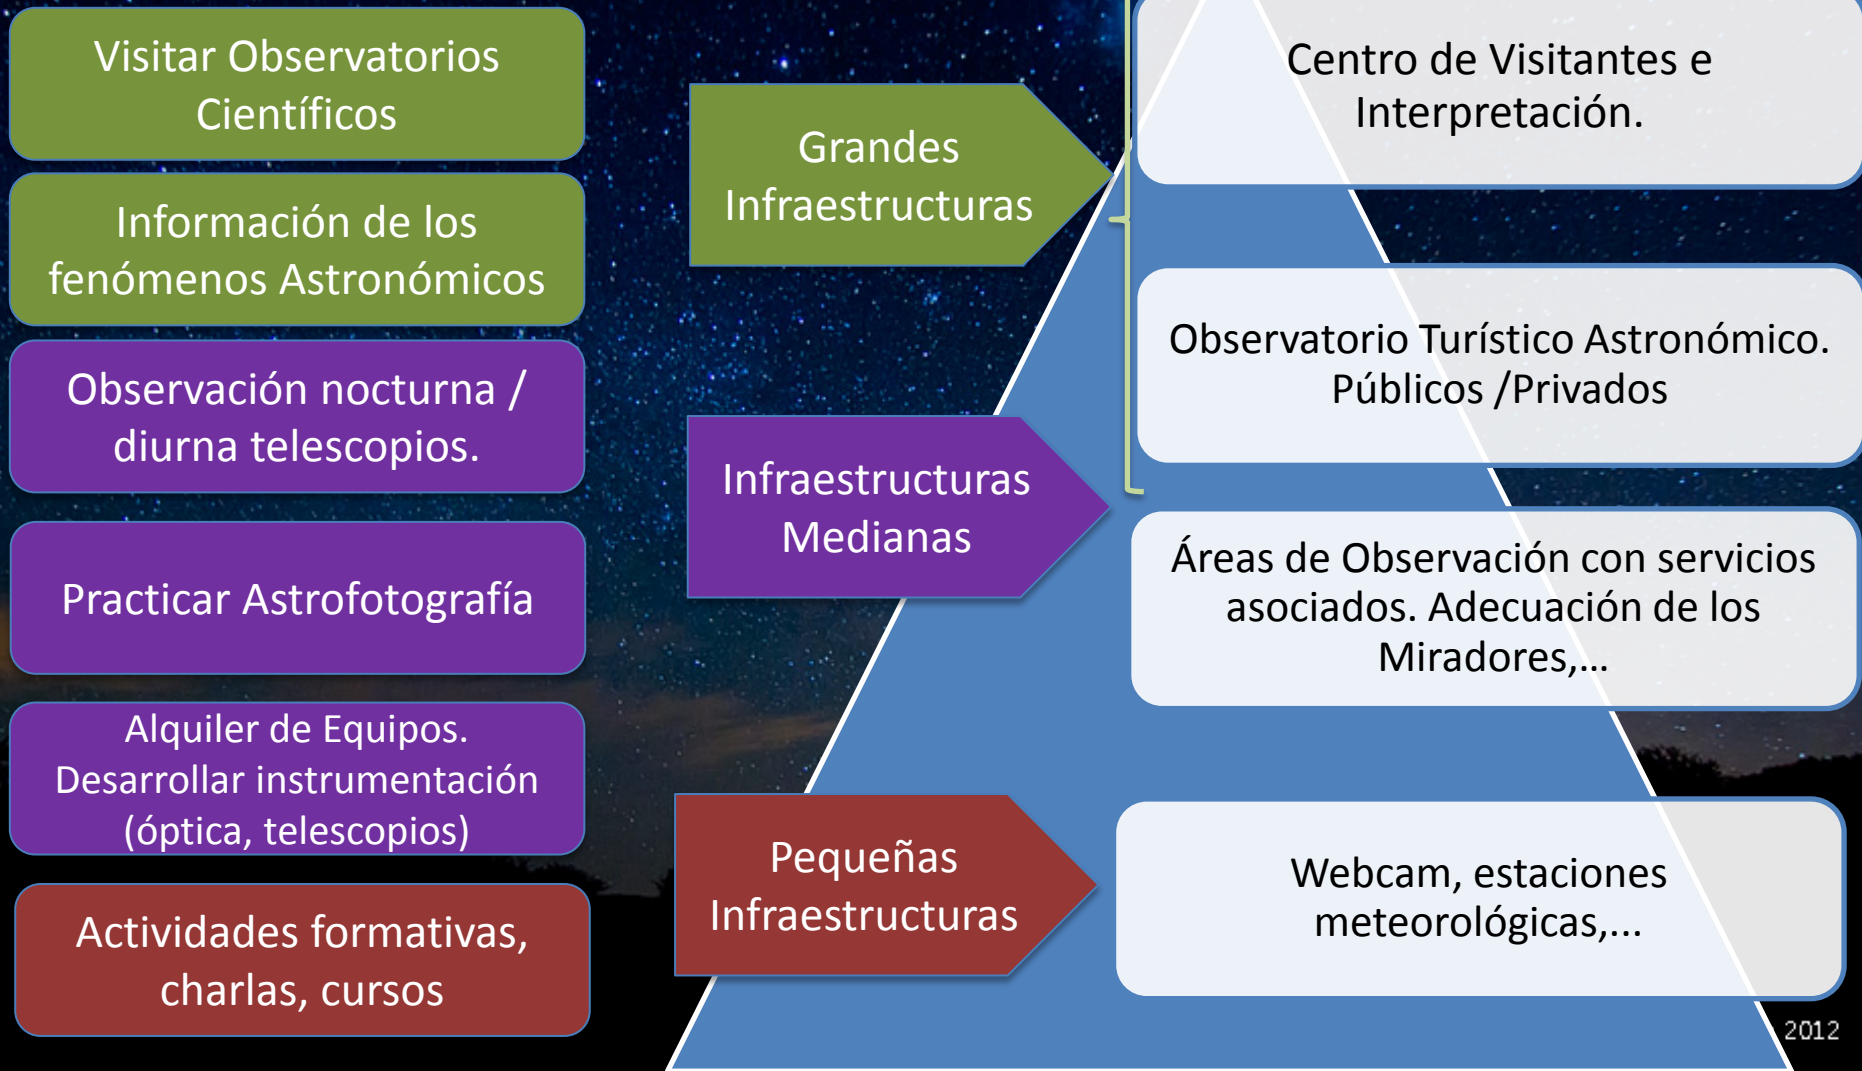 Visitar Observatorios
Científicos
Información de los
fenómenos Astronómicos
Observación nocturna /
diurna telescopios.
Practicar Astrofotografía
Alquiler de Equipos.
Desarrollar instrumentación
(óptica, telescopios)
Actividades formativas,
charlas, cursos
Grandes
Infraestructuras
Infraestructuras
Medianas
Pequeñas
Infraestructuras
Centro de Visitantes e
Interpretación.
Observatorio Turístico Astronómico.
Públicos /Privados
Áreas de Observación con servicios
asociados. Adecuación de los
Miradores,...
Webcam, estaciones
meteorológicas,...
2012